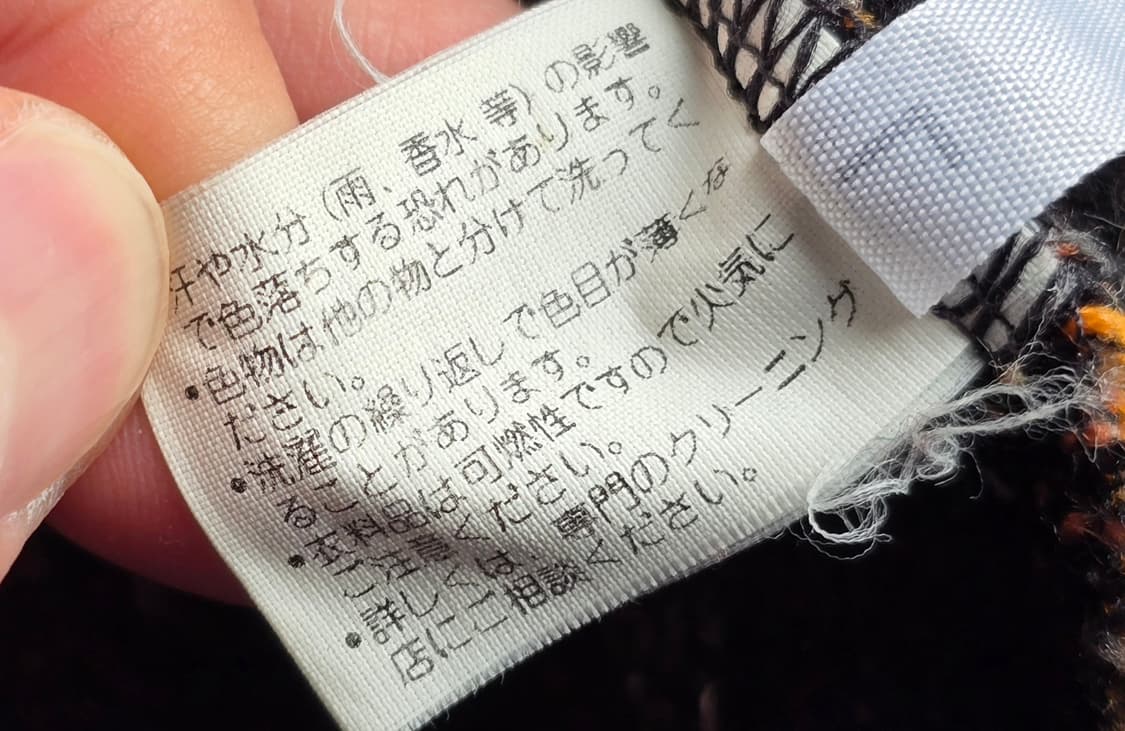 汗や水分（雨、香水 等）の影響
で色落ちする恐れがあります。
•色物は他の物と分けて洗ってく
ださい。
•洗濯の繰り返しで色目が薄くな
ることがあります。
•衣料品は可燃性ですので火気に
ご注意ください。
•詳しくは、専門のクリーニング
店にご相談ください。